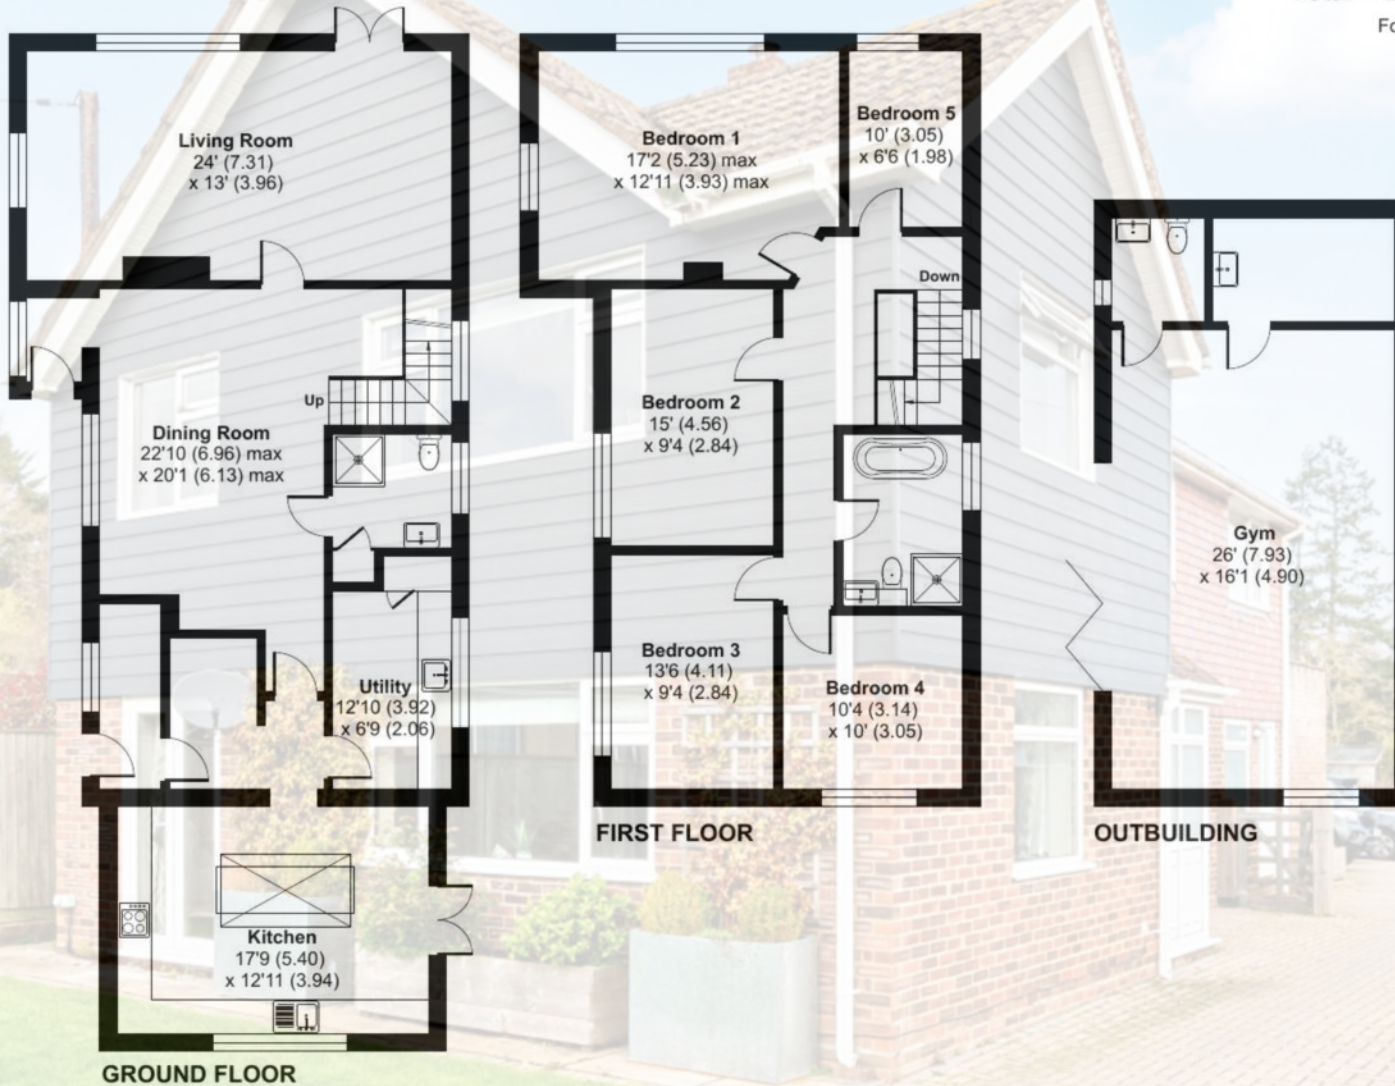 Fo
Living Room
24' (7.31)
x 13' (3.96)
Bedroom 1
17'2 (5.23) max
x 12'11 (3.93) max
Bedroom 5
10' (3.05)
x 6'6 (1.98)
Down
Up
Dining Room
22'10 (6.96) max
x 20'1 (6.13) max
Bedroom 2
15' (4.56)
x 9'4 (2.84)
Gym
26' (7.93)
x 16'1 (4.90)
Utility
12'10 (3.92)
x 6'9 (2.06)
Bedroom 3
13'6 (4.11)
x 9'4 (2.84)
Bedroom 4
10'4 (3.14)
x 10' (3.05)
FIRST FLOOR
OUTBUILDING
Kitchen
17'9 (5.40)
x 12'11 (3.94)
GROUND FLOOR